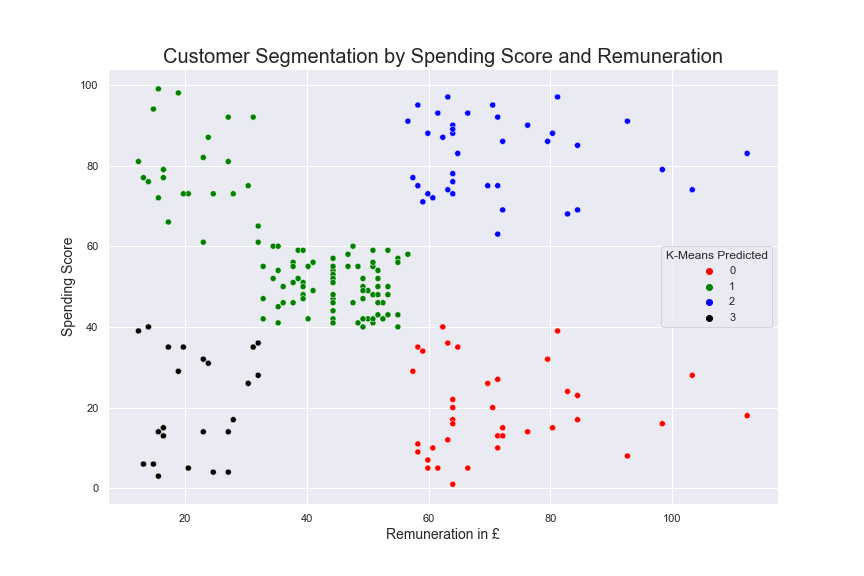 Customer Segmentation by Spending Score and Remuneration
100
80
60
40
20
0
Spending Score
K-Means Predicted
0
1
2
3
20 40 60 80 100
Remuneration in £